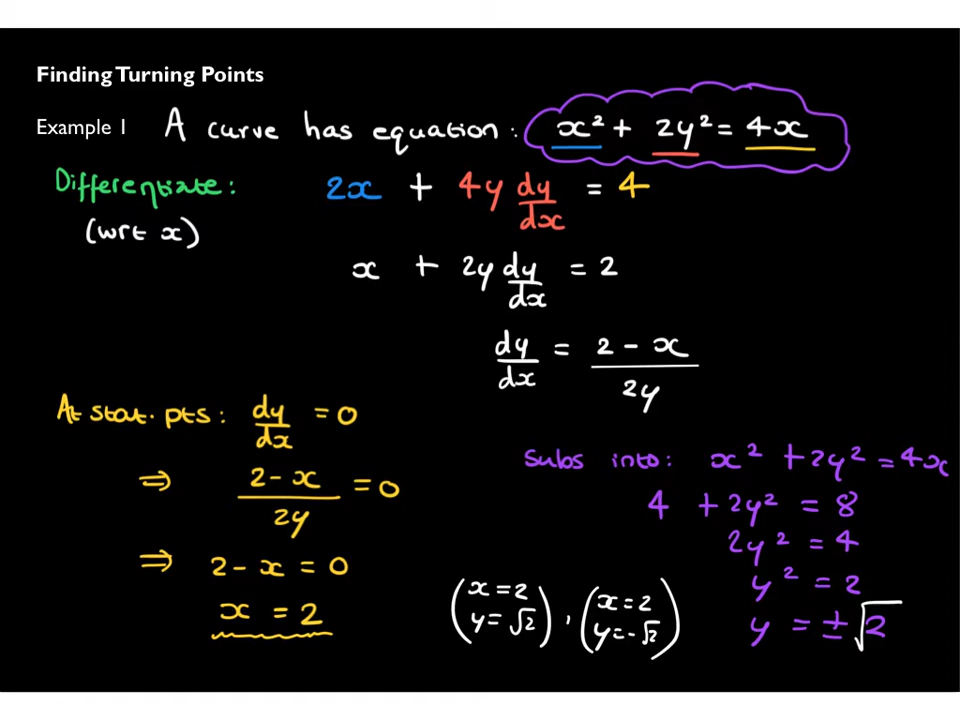 Finding Turning Points
Example 1 A curve has equation: x² + 2y² = 4x
Differentiate: 2x + 4y dy/dx = 4
(wrt x)
x + 2y dy/dx = 2
dy/dx = (2 - x)/2y
At stat. pts: dy/dx = 0
⇒ (2 - x)/2y = 0
⇒ 2 - x = 0
x = 2
Subs into: x² + 2y² = 4x
4 + 2y² = 8
2y² = 4
y² = 2
y = ±√2
(x = 2 y = √2), (x = 2 y = -√2)